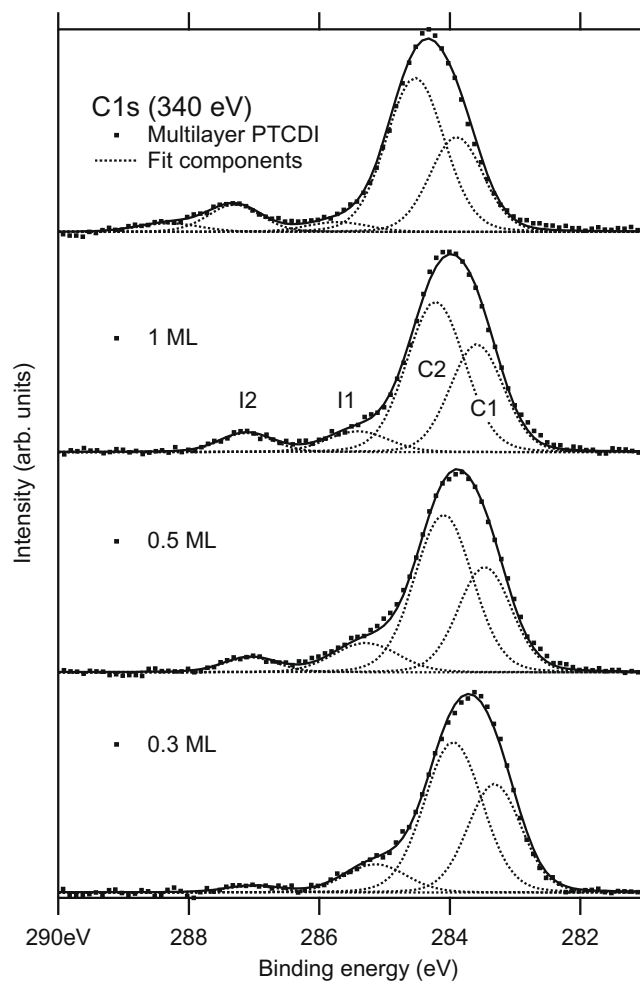 C1s (340 eV)
Multilayer PTCDI
Fit components
1 ML
C2
I2
I1
C1
0.5 ML
0.3 ML
Intensity (arb. units)
290eV
288
286
284
282
Binding energy (eV)